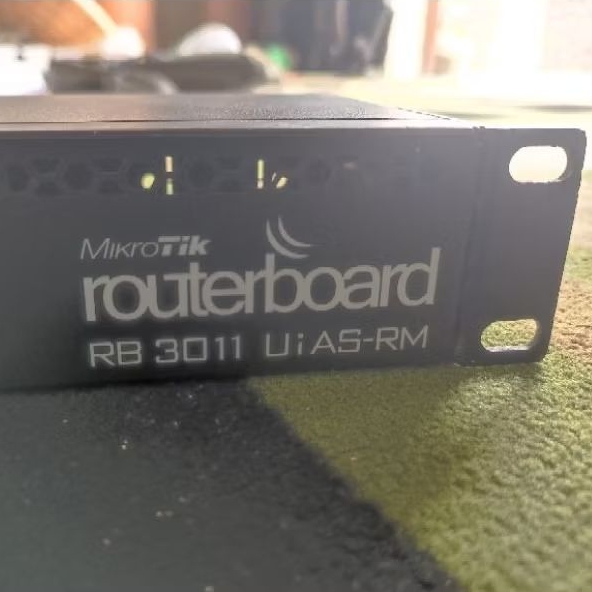 MikroTik
routerboard
RB 3011 UiAS-RM